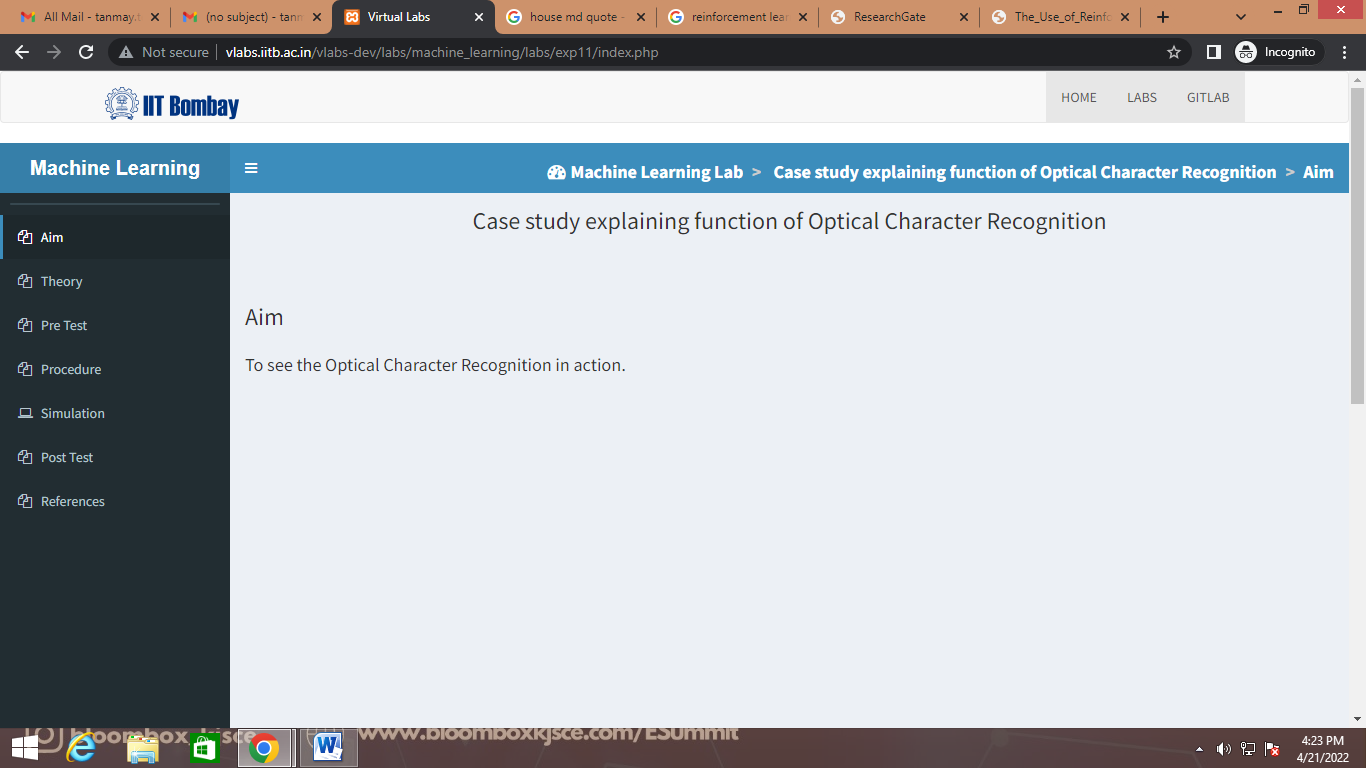 All Mail - tanmay.t
(no subject) - tanm
Virtual Labs
house md quote -
reinforcement lear
ResearchGate
The_Use_of_Reinfo
Not secure
vlabs.iitb.ac.in/vlabs-dev/labs/machine_learning/labs/exp11/index.php
Incognito
IIT Bombay
HOME
LABS
GITLAB
Machine Learning
Machine Learning Lab > Case study explaining function of Optical Character Recognition > Aim
Case study explaining function of Optical Character Recognition
Aim
Theory
Pre Test
Procedure
Simulation
Post Test
References
Aim
To see the Optical Character Recognition in action.
bloombox_kjsce
www.bloomboxkjsce.com/ESummit
4:23 PM
4/21/2022